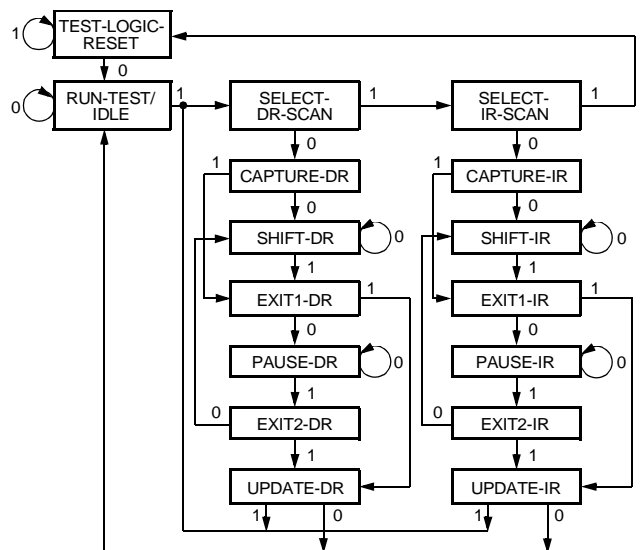 1
TEST-LOGIC-
RESET
0
0
RUN-TEST/
IDLE
1
SELECT-
DR-SCAN
1
SELECT-
IR-SCAN
1
0
0
1
CAPTURE-DR
1
CAPTURE-IR
0
0
SHIFT-DR
0
SHIFT-IR
0
1
1
EXIT1-DR
1
EXIT1-IR
1
0
0
PAUSE-DR
0
PAUSE-IR
0
1
1
0
EXIT2-DR
0
EXIT2-IR
1
1
UPDATE-DR
UPDATE-IR
1
0
1
0